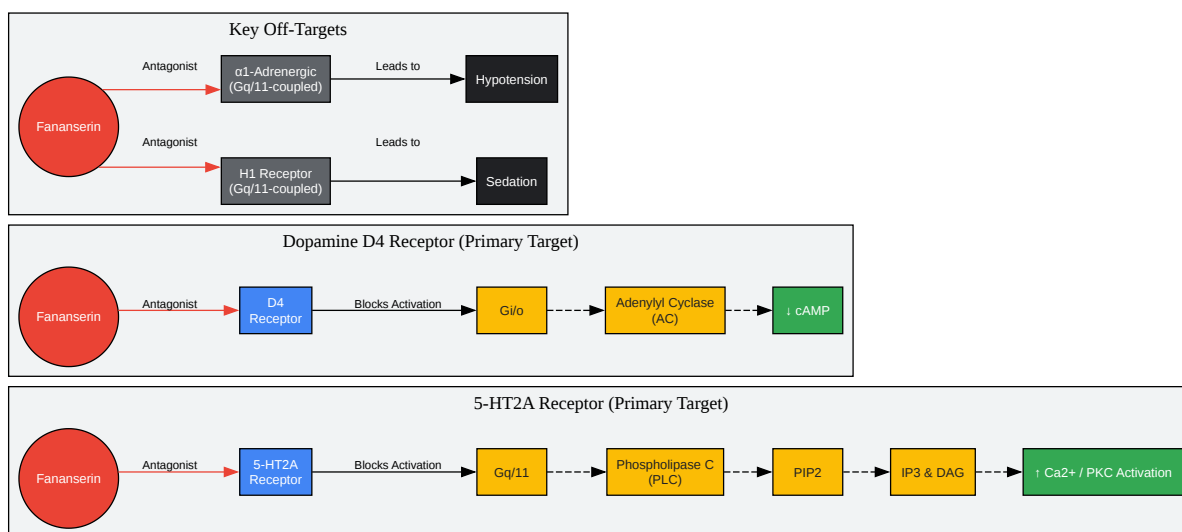 Key Off-Targets
Antagonist
α1-Adrenergic
(Gq/11-coupled)
Leads to
Hypotension
Fananserin
Antagonist
H1 Receptor
(Gq/11-coupled)
Leads to
Sedation
Dopamine D4 Receptor (Primary Target)
Fananserin
Antagonist
D4
Receptor
Blocks Activation
Gi/o
Adenylyl Cyclase
(AC)
↓ cAMP
5-HT2A Receptor (Primary Target)
Fananserin
Antagonist
5-HT2A
Receptor
Blocks Activation
Gq/11
Phospholipase C
(PLC)
PIP2
IP3 & DAG
↑ Ca2+ / PKC Activation